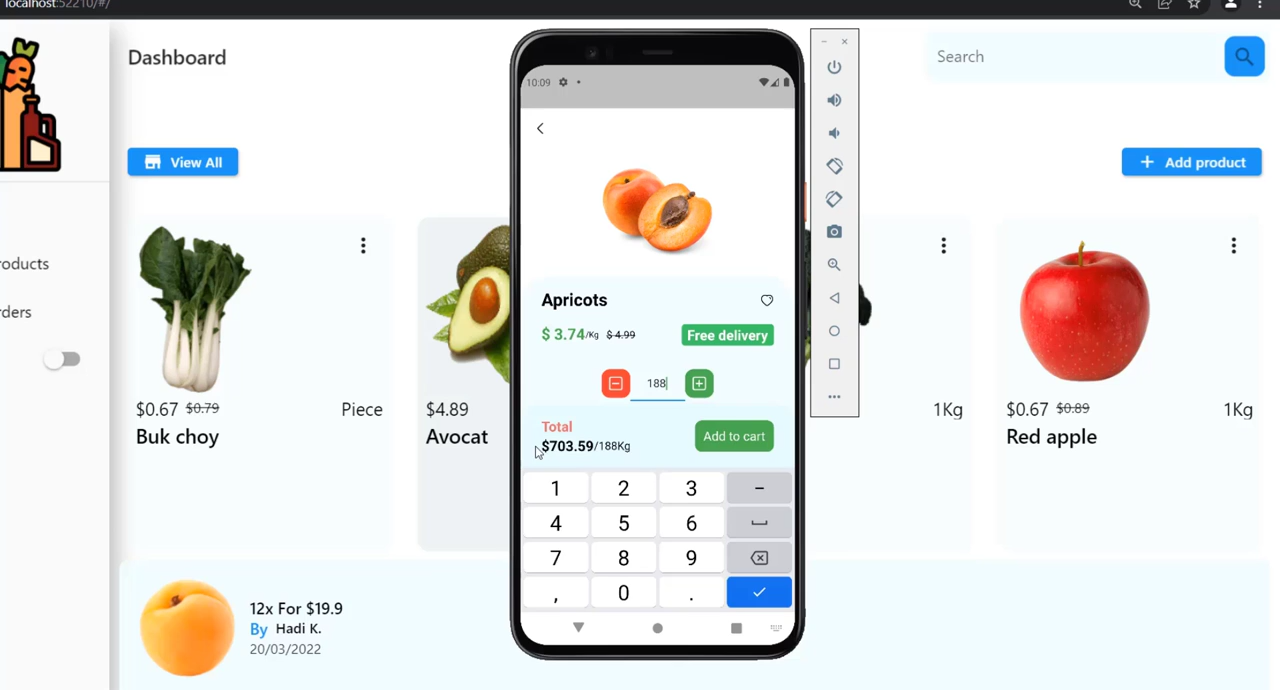 localhost:52210/#/
Dashboard
Search
View All
Add product
roducts
rders
$0.67 $0.79 Piece
Buk choy
$4.89
Avocat
1Kg
$0.67 $0.89 1Kg
Red apple
12x For $19.9
By Hadi K.
20/03/2022
10:09
Apricots
$ 3.74/Kg $ 4.99
Free delivery
188
Total
$703.59/188Kg
Add to cart
1 2 3 −
4 5 6
7 8 9
, 0 .